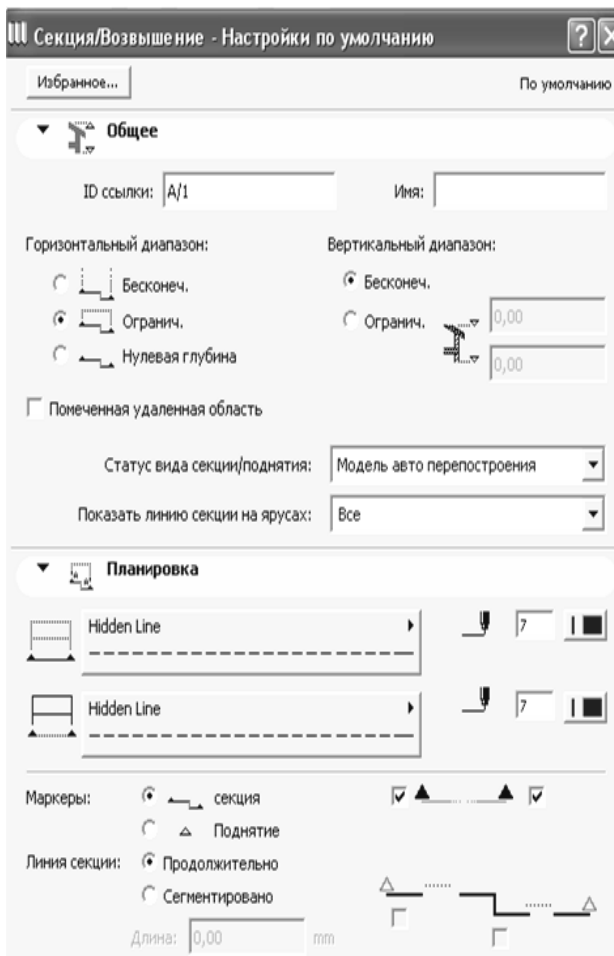 Секция/Возвышение - Настройки по умолчанию ? X
Избранное... По умолчанию
Общее
ID ссылки: A/1 Имя:
Горизонтальный диапазон: Вертикальный диапазон:
Бесконеч. Бесконеч.
Огранич. Огранич. 0,00
Нулевая глубина 0,00
Помеченная удаленная область
Статус вида секции/поднятия: Модель авто перепостроения
Показать линию секции на ярусах: Все
Планировка
Hidden Line 7
Hidden Line 7
Маркеры: секция
Поднятие
Линия секции: Продолжительно
Сегментировано
Длина: 0,00 mm